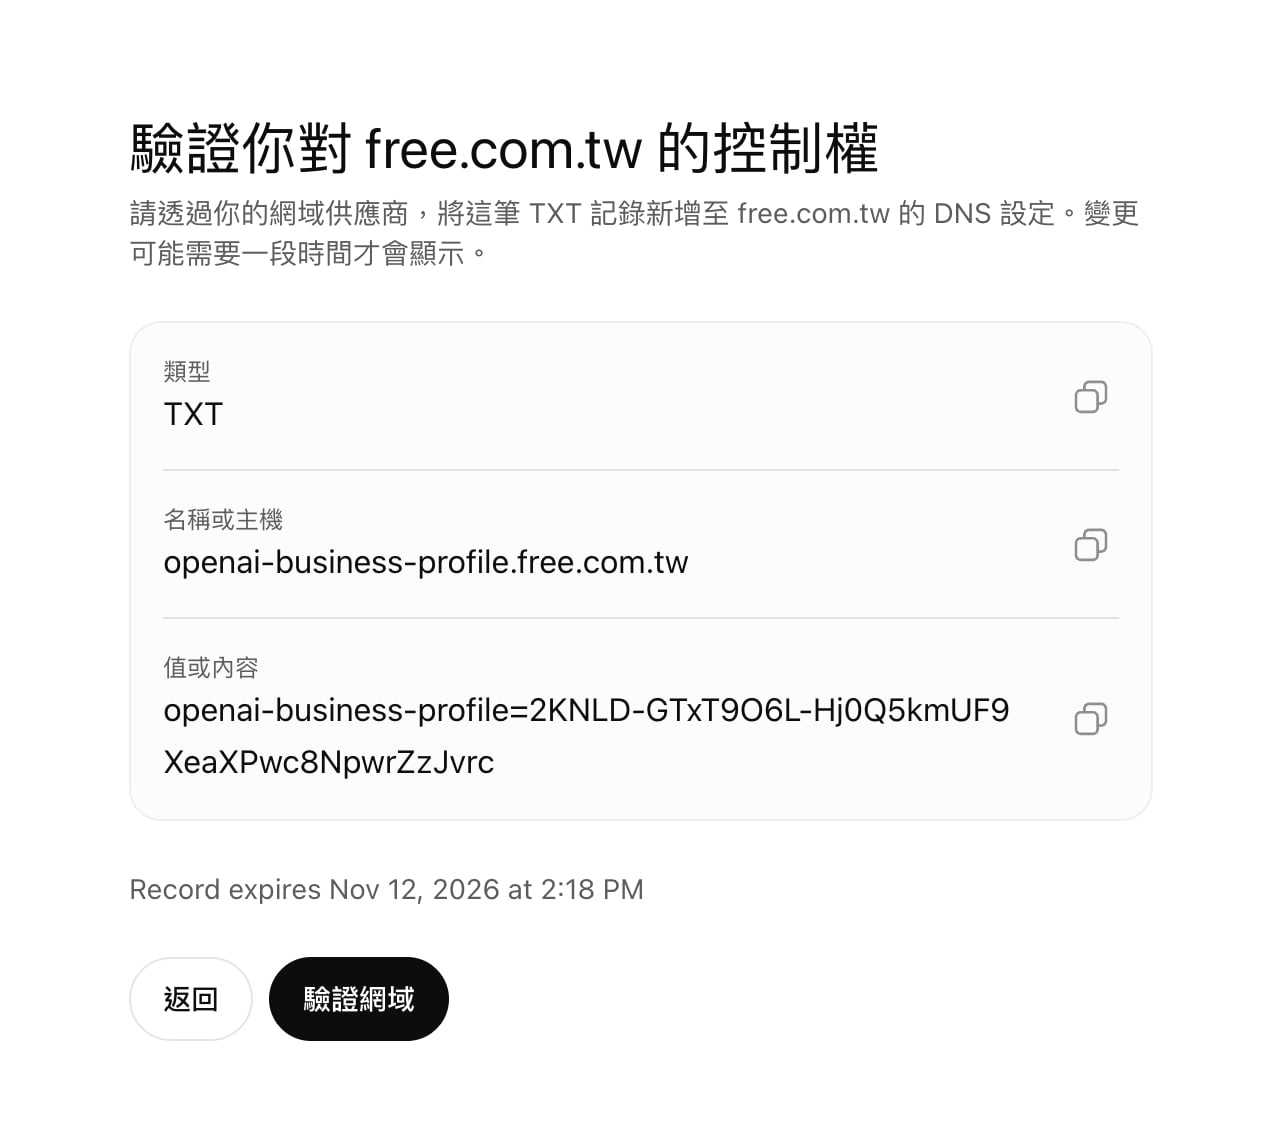 驗證你對 free.com.tw 的控制權
請透過你的網域供應商，將這筆 TXT 記錄新增至 free.com.tw 的 DNS 設定。變更
可能需要一段時間才會顯示。
類型
TXT
名稱或主機
openai-business-profile.free.com.tw
值或內容
openai-business-profile=2KNLD-GTxT9O6L-Hj0Q5kmUF9
XeaXPwc8NpwrZzJvrc
Record expires Nov 12, 2026 at 2:18 PM
返回
驗證網域